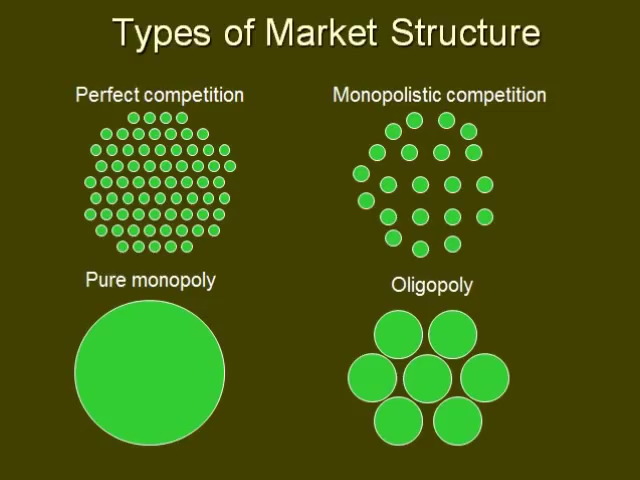 Types of Market Structure
Perfect competition
Monopolistic competition
Pure monopoly
Oligopoly